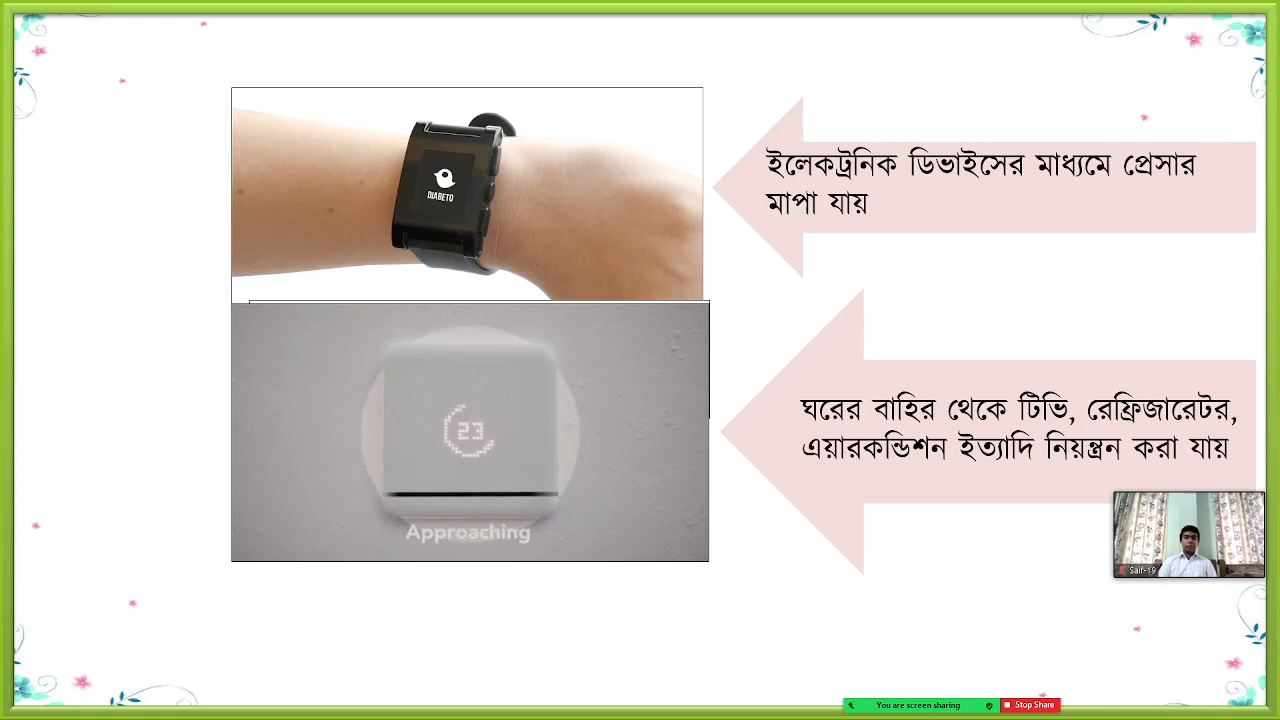 DIABETO
ইলেকট্রনিক ডিভাইসের মাধ্যমে প্রেসার
মাপা যায়
23
Approaching
ঘরের বাহির থেকে টিভি, রেফ্রিজারেটর,
এয়ারকন্ডিশন ইত্যাদি নিয়ন্ত্রন করা যায়
Saif-19
You are screen sharing
Stop Share